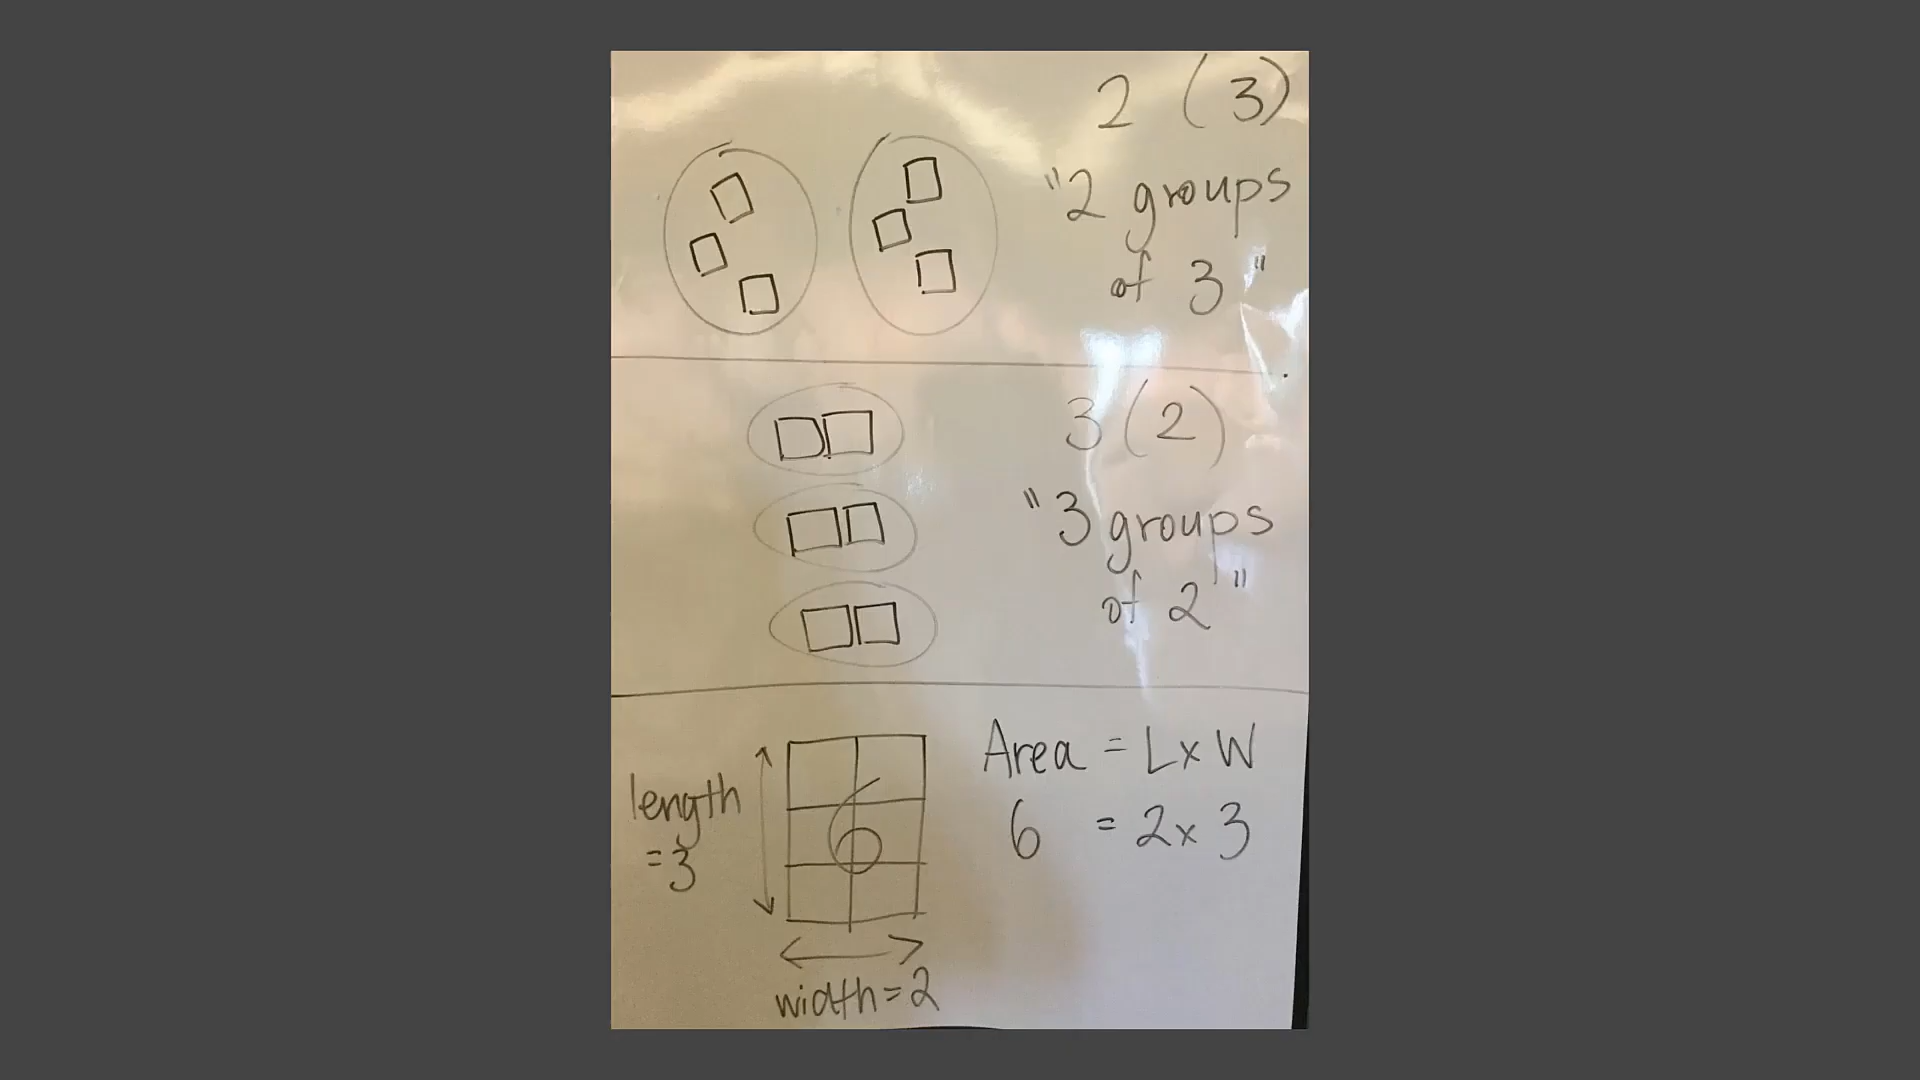 2 (3)
"2 groups
of 3"
3(2)
"3 groups
of 2"
Area = L x W
6 = 2 x 3
length
=3
6
width=2